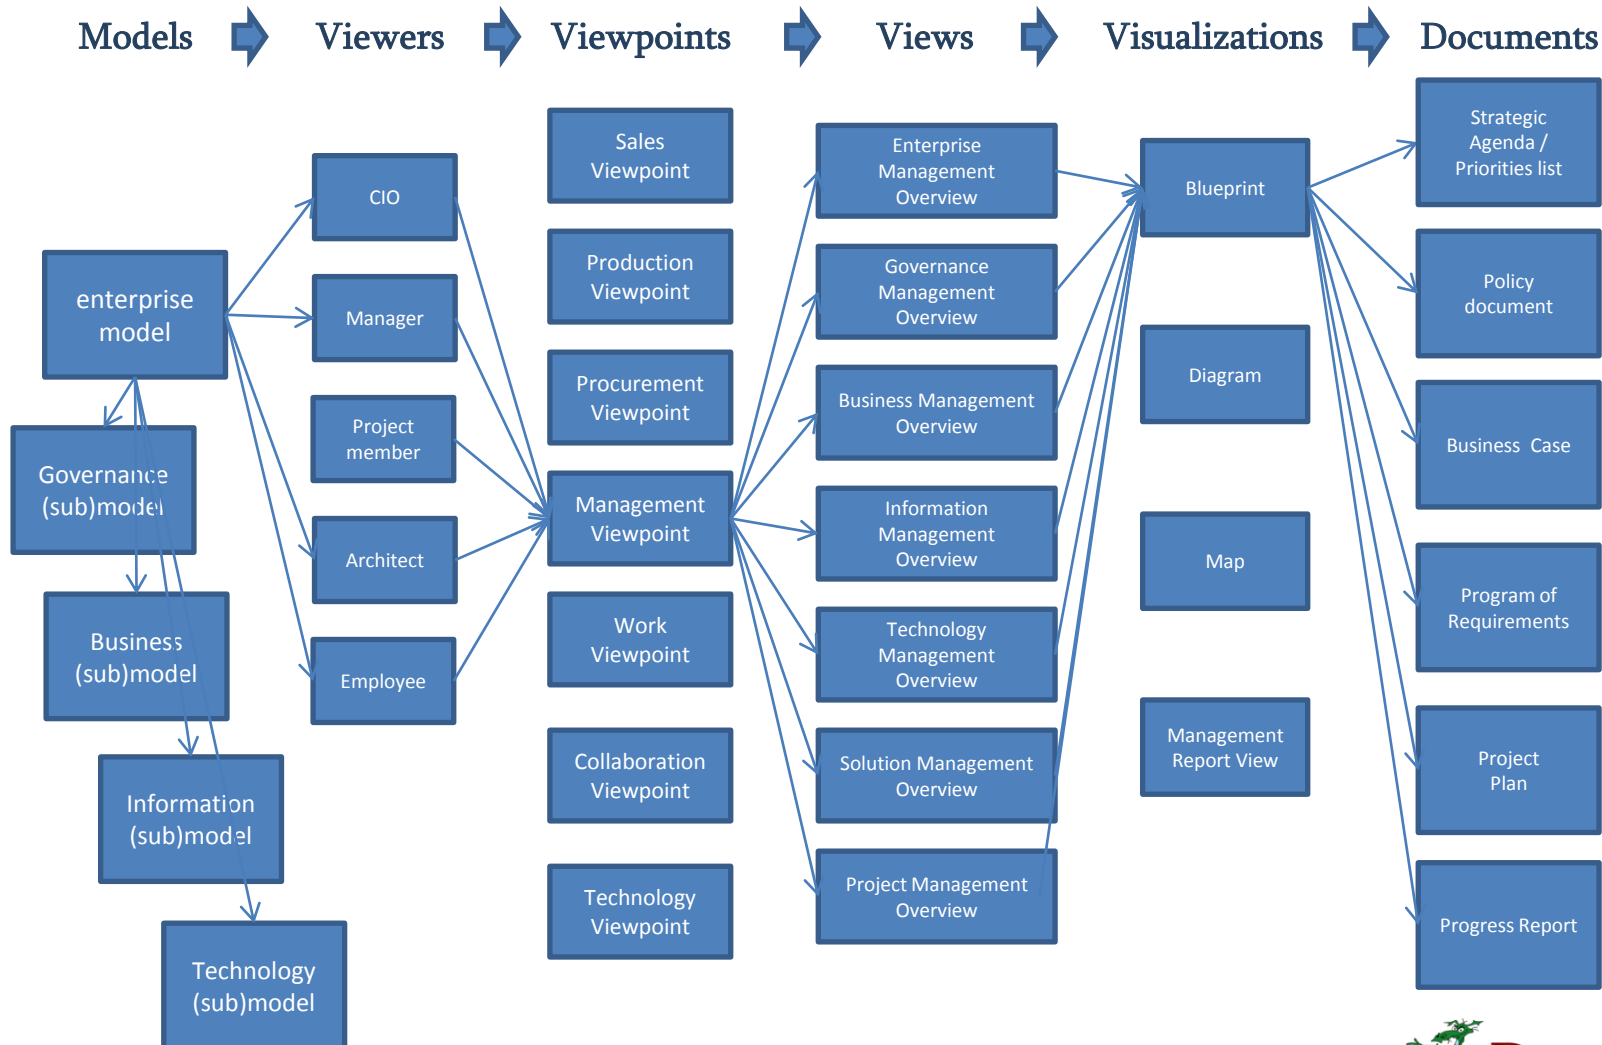 Models
Viewers
Viewpoints
Views
Visualizations
Documents
enterprise
model
Governance
(sub)model
Business
(sub)model
Information
(sub)model
Technology
(sub)model
CIO
Manager
Project
member
Architect
Employee
Sales
Viewpoint
Production
Viewpoint
Procurement
Viewpoint
Management
Viewpoint
Work
Viewpoint
Collaboration
Viewpoint
Technology
Viewpoint
Enterprise
Management
Overview
Governance
Management
Overview
Business Management
Overview
Information
Management
Overview
Technology
Management
Overview
Solution Management
Overview
Project Management
Overview
Blueprint
Diagram
Map
Management
Report View
Strategic
Agenda /
Priorities list
Policy
document
Business Case
Program of
Requirements
Project
Plan
Progress Report